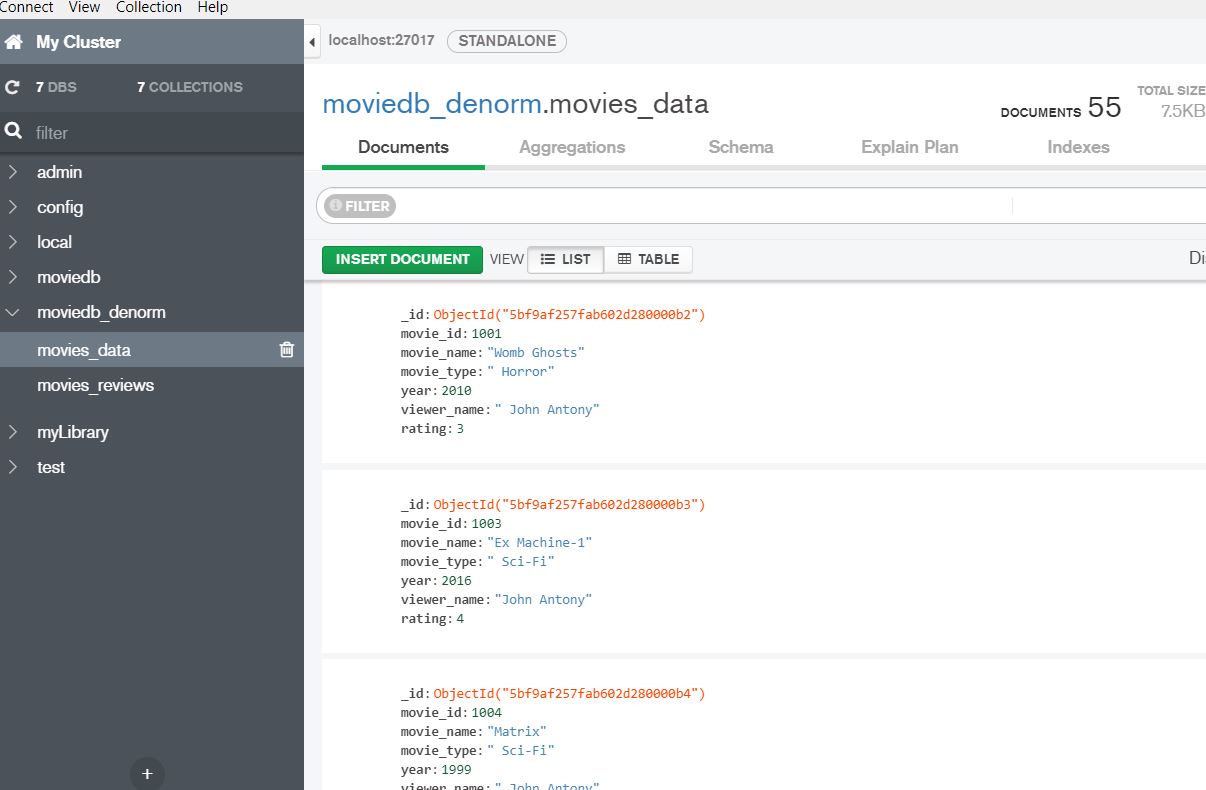 Connect View Collection Help
My Cluster
7 DBS 7 COLLECTIONS
filter
admin
config
local
moviedb
moviedb_denorm
movies_data
movies_reviews
myLibrary
test
+
localhost:27017 STANDALONE
moviedb_denorm.movies_data
DOCUMENTS 55 TOTAL SIZE
7.5KB
Documents Aggregations Schema Explain Plan Indexes
FILTER
INSERT DOCUMENT VIEW LIST TABLE
_id: ObjectId("5bf9af257fab602d280000b2")
movie_id: 1001
movie_name: "Womb Ghosts"
movie_type: " Horror"
year: 2010
viewer_name: " John Antony"
rating: 3
_id: ObjectId("5bf9af257fab602d280000b3")
movie_id: 1003
movie_name: "Ex Machine-1"
movie_type: " Sci-Fi"
year: 2016
viewer_name: "John Antony"
rating: 4
_id: ObjectId("5bf9af257fab602d280000b4")
movie_id: 1004
movie_name: "Matrix"
movie_type: " Sci-Fi"
year: 1999
viewer_name: " John Antony"